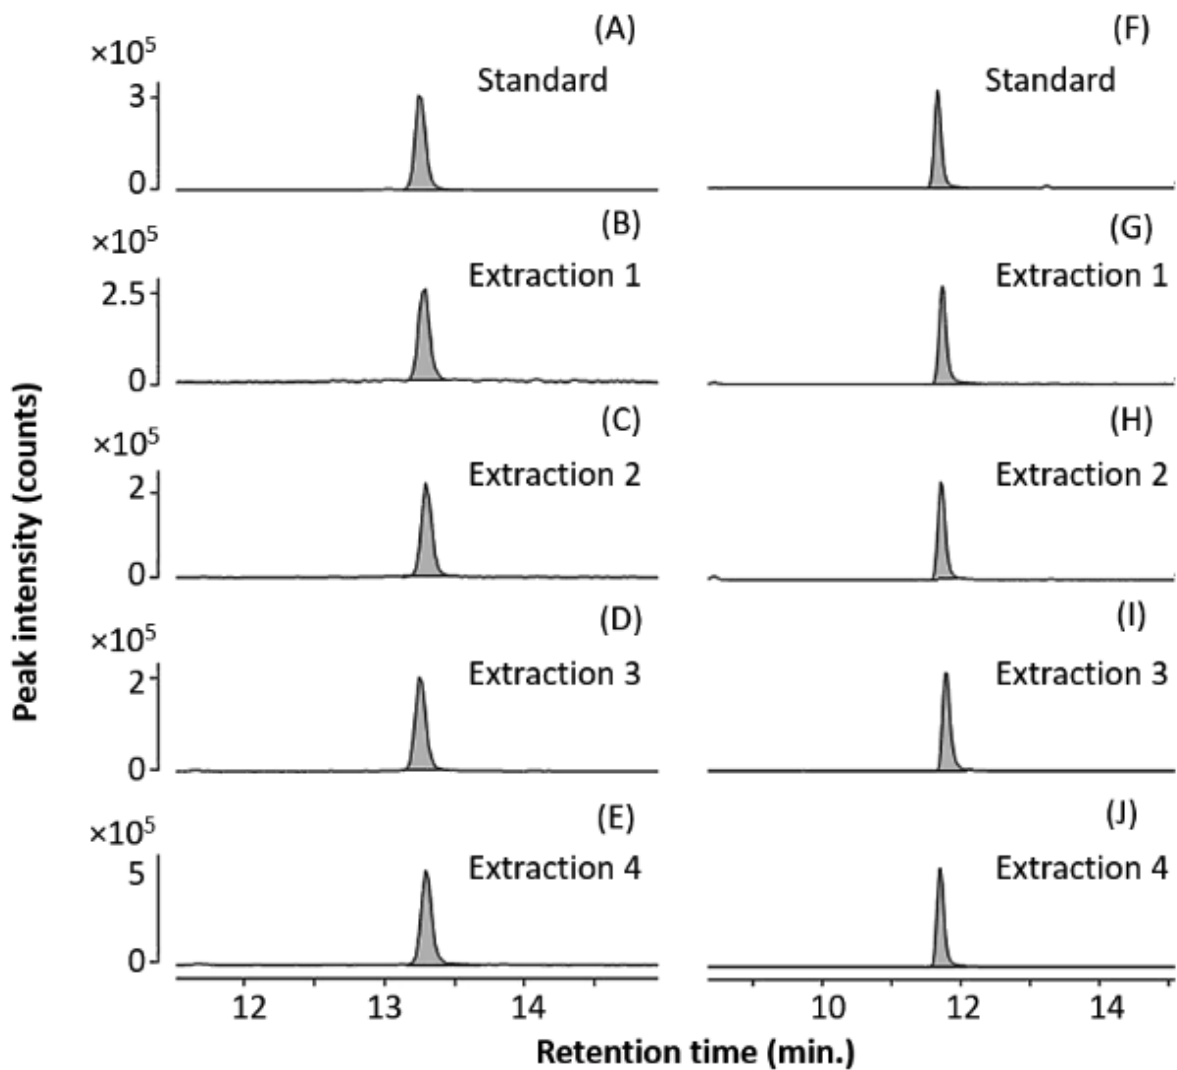 (A)
×10⁵
Standard
3
0
(F)
Standard
(B)
×10⁵
Extraction 1
2.5
0
(G)
Extraction 1
(C)
×10⁵
Extraction 2
2
0
(H)
Extraction 2
(D)
×10⁵
Extraction 3
2
0
(I)
Extraction 3
(E)
×10⁵
Extraction 4
5
0
(J)
Extraction 4
12 13 14
10 12 14
Peak intensity (counts)
Retention time (min.)